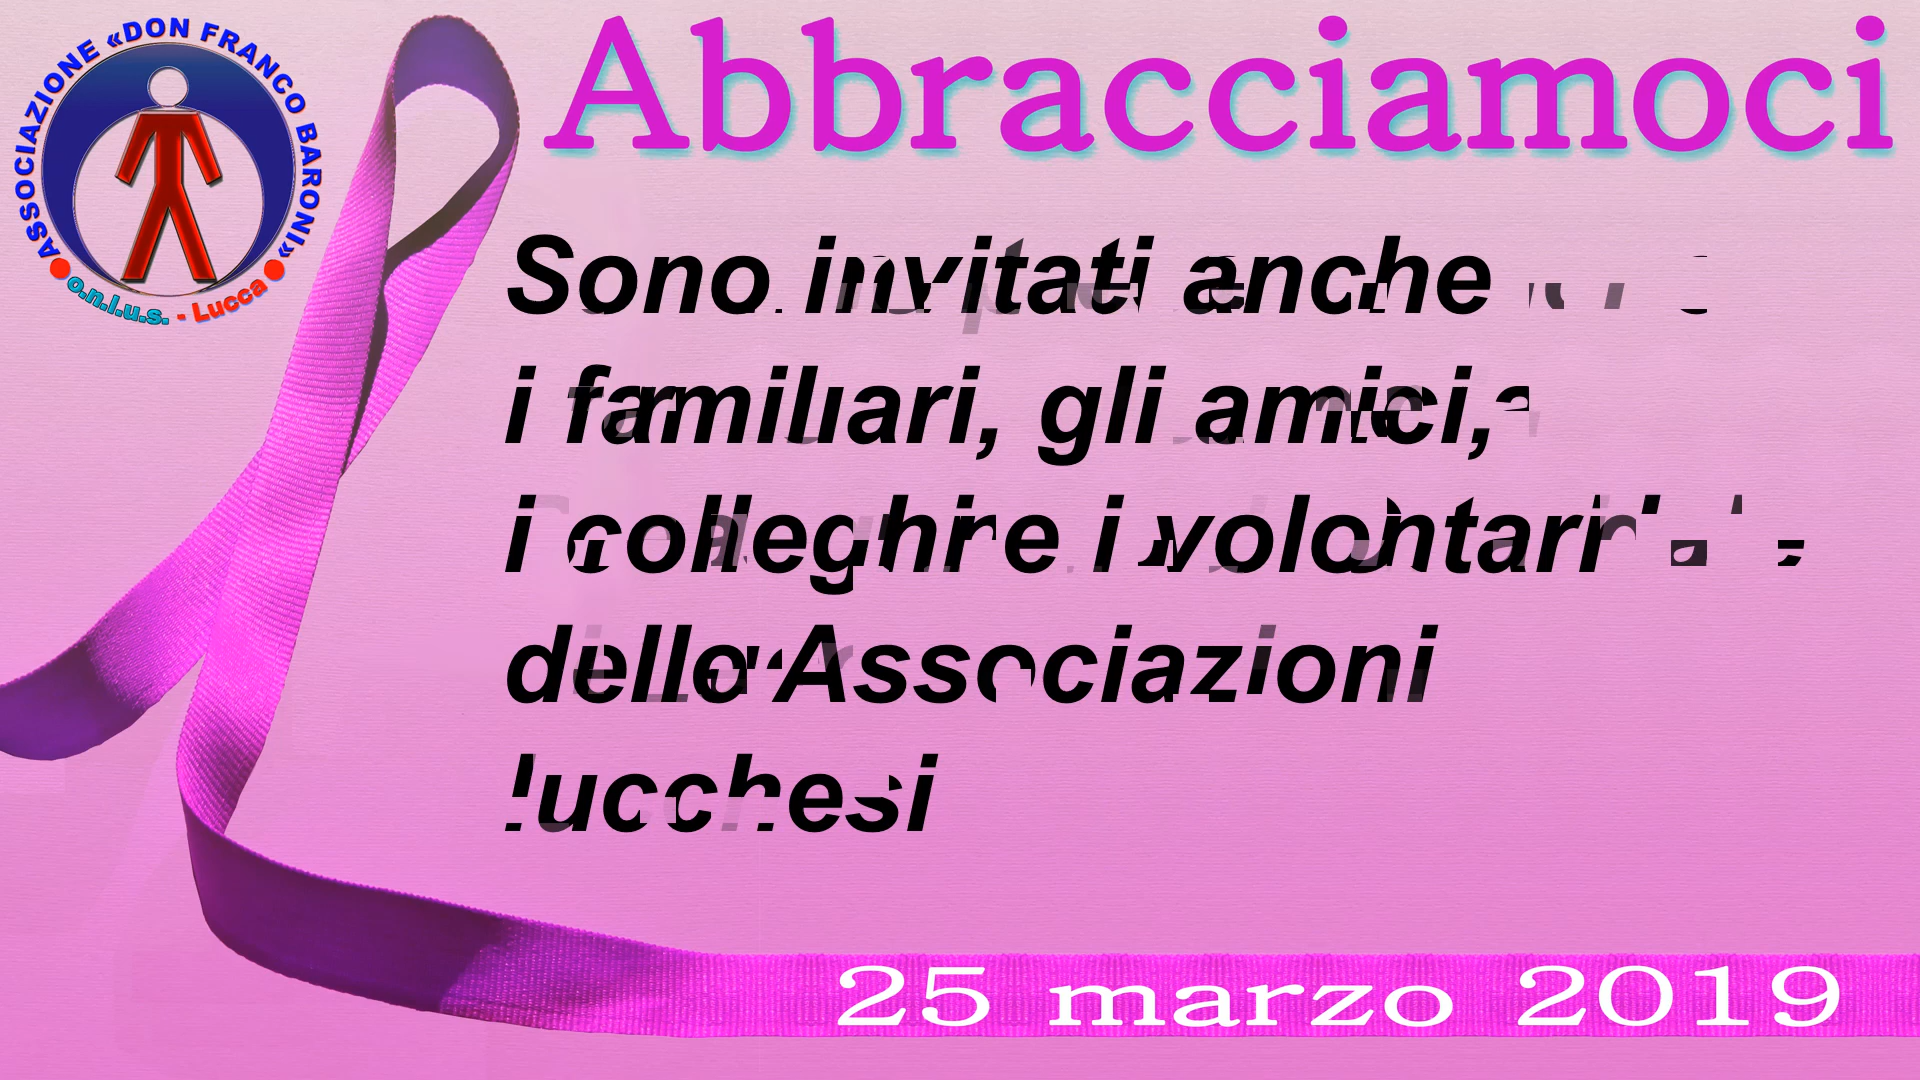 ASSOCIAZIONE «DON FRANCO BARONI»
o.n.l.u.s. - Lucca
Abbracciamoci
Sono invitati anche
i familiari, gli amici,
i colleghi e i volontari
delle Associazioni
lucchesi
25 marzo 2019